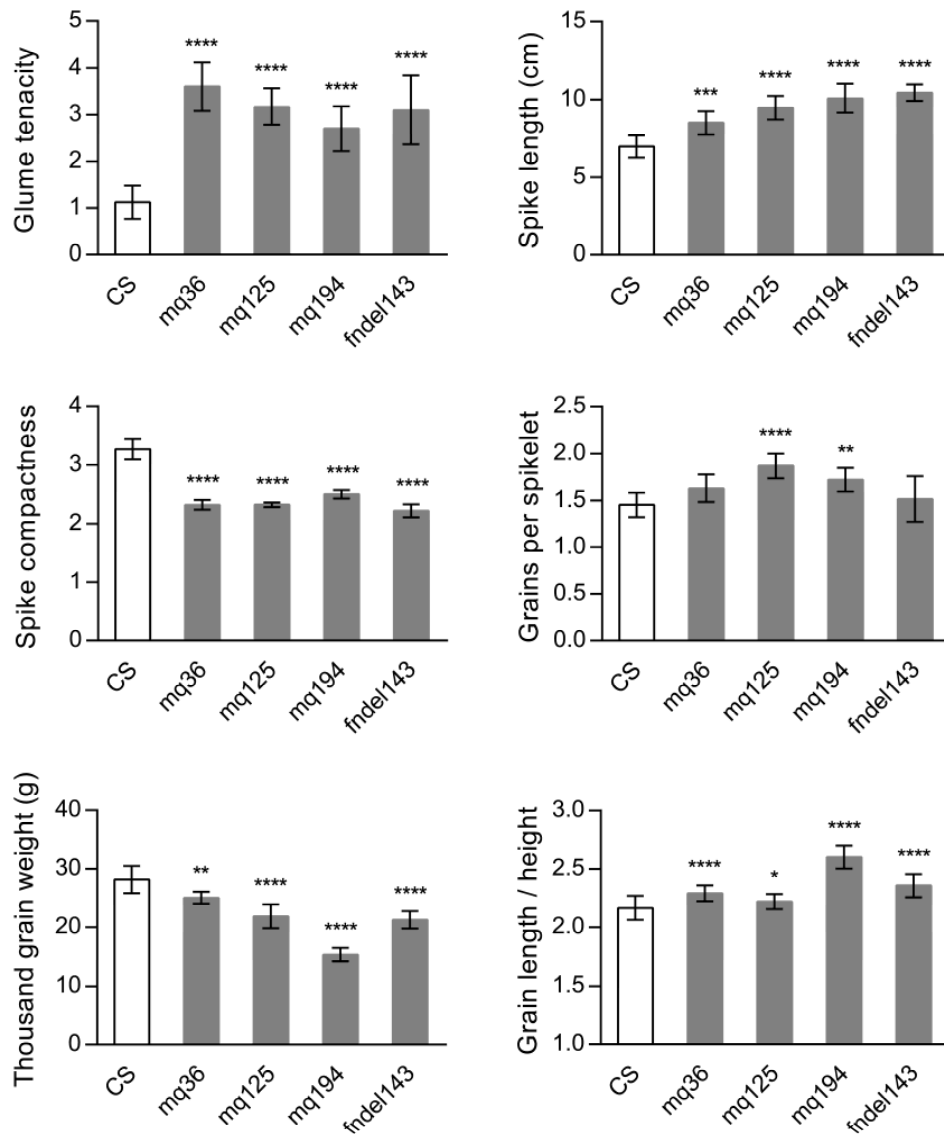 Glume tenacity
5
4
3
2
1
0
****
****
****
****
CS
mq36
mq125
mq194
fndel143
Spike length (cm)
15
10
5
0
***
****
****
****
CS
mq36
mq125
mq194
fndel143
Spike compactness
4
3
2
1
0
****
****
****
****
CS
mq36
mq125
mq194
fndel143
Grains per spikelet
2.5
2.0
1.5
1.0
0.5
0.0
****
**
CS
mq36
mq125
mq194
fndel143
Thousand grain weight (g)
40
30
20
10
0
**
****
****
****
CS
mq36
mq125
mq194
fndel143
Grain length / height
3.0
2.5
2.0
1.5
1.0
****
*
****
****
CS
mq36
mq125
mq194
fndel143